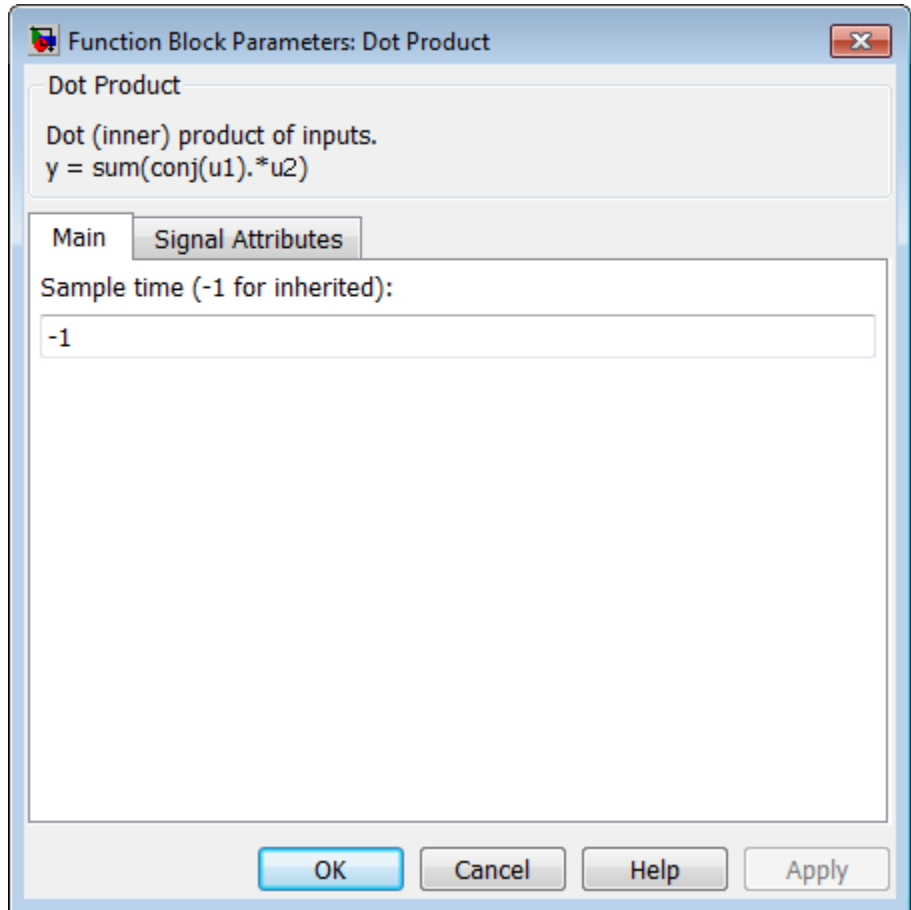 Function Block Parameters: Dot Product
Dot Product
Dot (inner) product of inputs.
y = sum(conj(u1).*u2)
Main Signal Attributes
Sample time (-1 for inherited):
-1
OK Cancel Help Apply